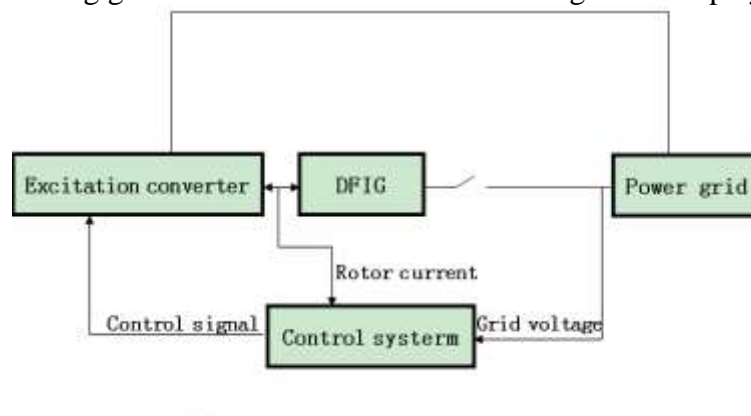 Excitation converter
DFIG
Power grid
Rotor current
Control signal
Control systerm
Grid voltage